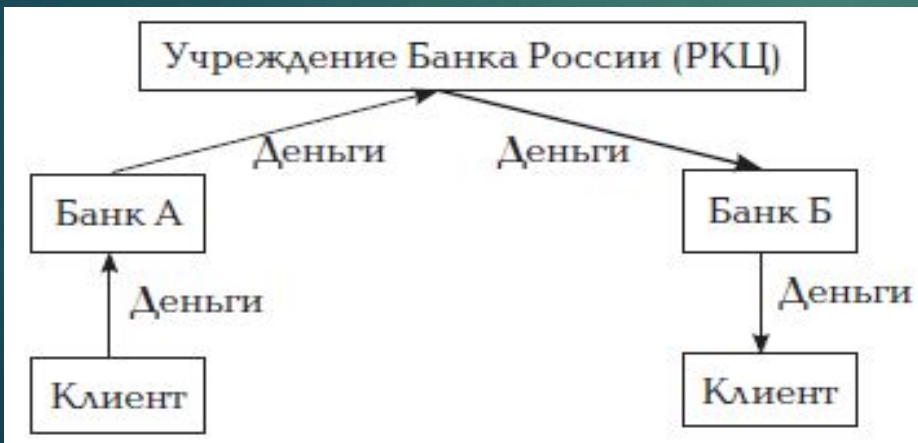 Учреждение Банка России (РКЦ)
Деньги
Деньги
Банк А
Банк Б
Деньги
Деньги
Клиент
Клиент